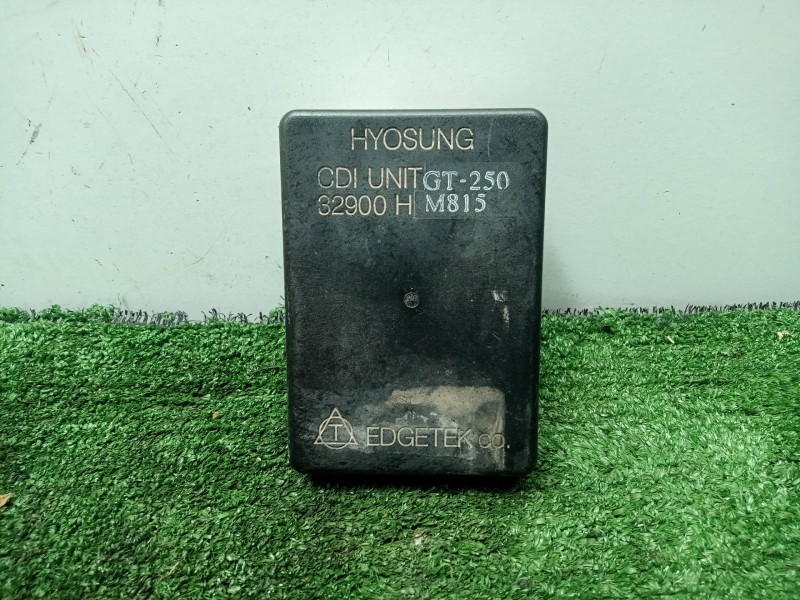 HYOSUNG
CDI UNIT GT-250
32900 H M815
T EDGETEK CO.